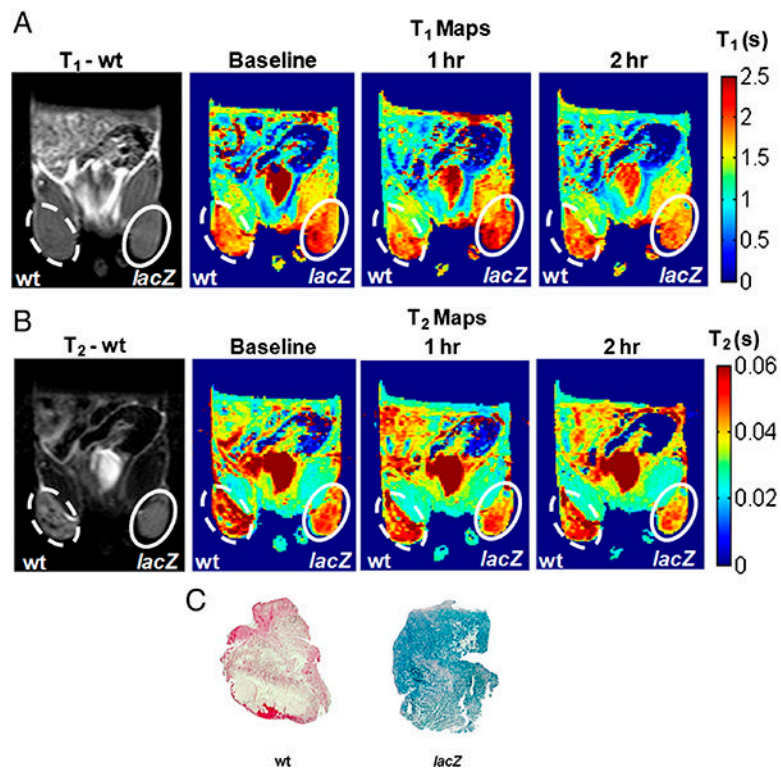 A
T₁ Maps
T₁ (s)
T₁ - wt
Baseline
1 hr
2 hr
2.5
2
1.5
1
0.5
0
wt
lacZ
wt
lacZ
wt
lacZ
wt
lacZ
B
T₂ Maps
T₂ (s)
T₂ - wt
Baseline
1 hr
2 hr
0.06
0.04
0.02
0
wt
lacZ
wt
lacZ
wt
lacZ
wt
lacZ
C
wt
lacZ